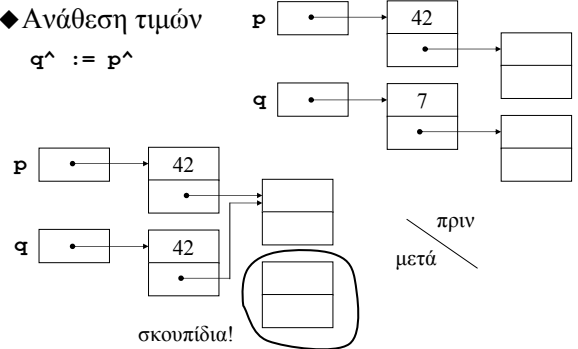 ◆Ανάθεση τιμών
q^ := p^
p 42
q 7
p 42
q 42
πριν
μετά
σκουπίδια!